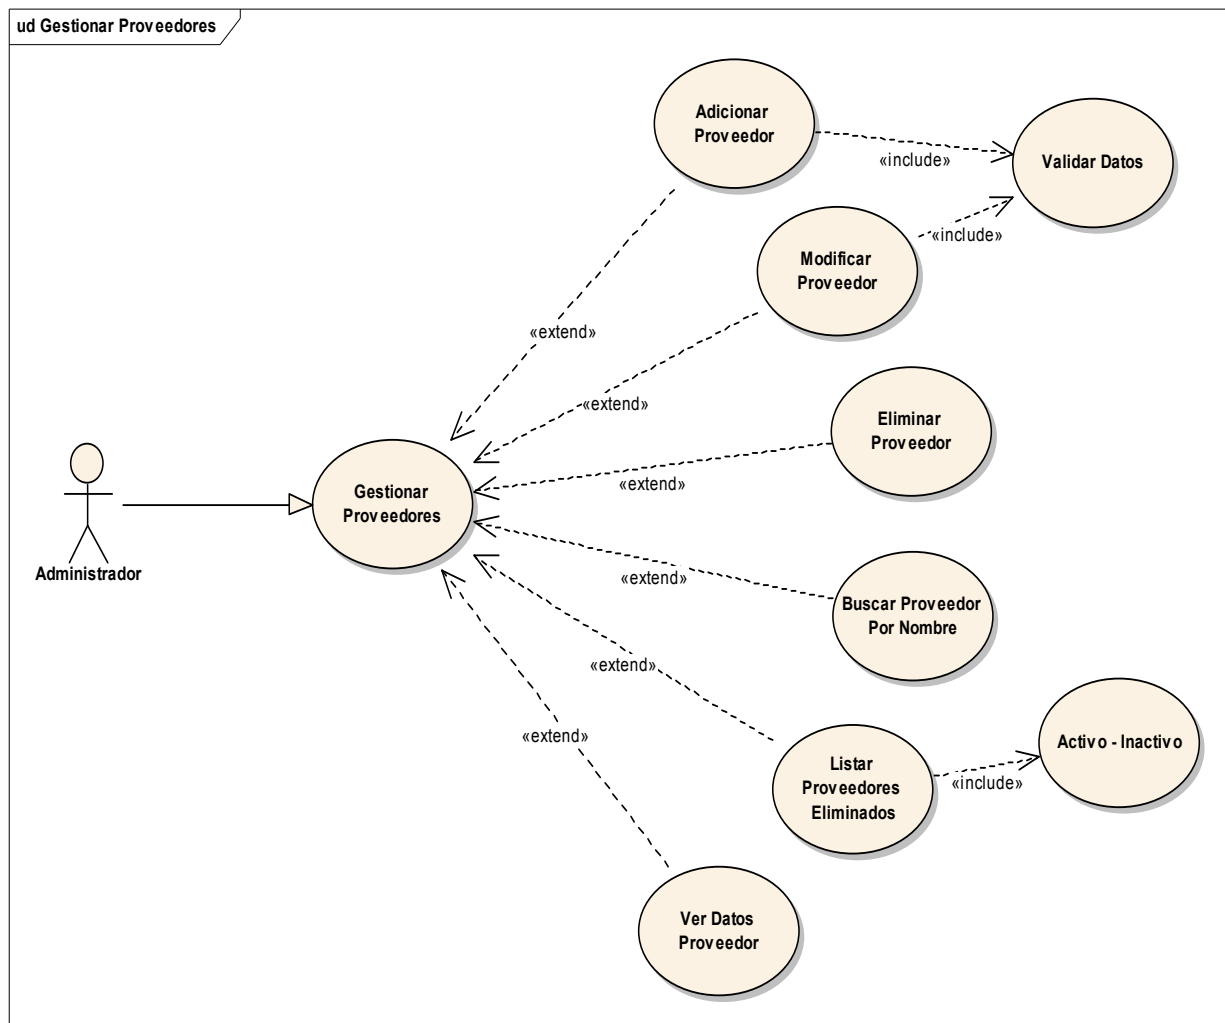 ud Gestionar Proveedores
Adicionar
Proveedor
«include»
Validar Datos
Modificar
Proveedor
«include»
«extend»
«extend»
Eliminar
Proveedor
«extend»
Gestionar
Proveedores
Administrador
«extend»
Buscar Proveedor
Por Nombre
«extend»
«extend»
Listar
Proveedores
Eliminados
«include»
Activo - Inactivo
Ver Datos
Proveedor